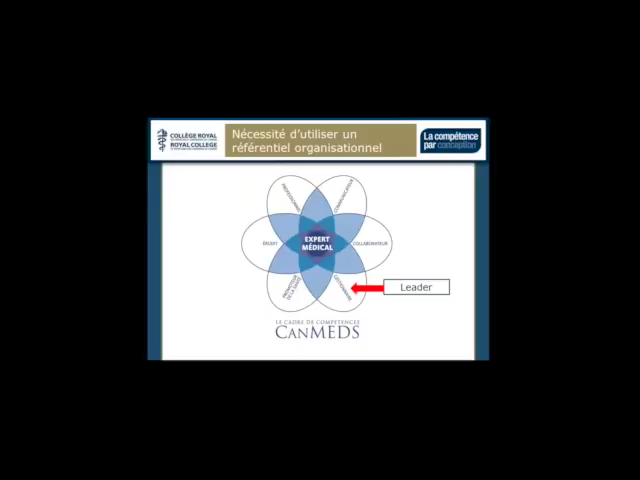 COLLÈGE ROYAL
ROYAL COLLEGE
Nécessité d'utiliser un
référentiel organisationnel
La compétence
par conception
PROFESSIONNEL
COMMUNICATEUR
ÉRUDIT
EXPERT
MÉDICAL
COLLABORATEUR
PROMOTEUR
DE LA SANTÉ
GESTIONNAIRE
Leader
LE CADRE DE COMPÉTENCES
CANMEDS